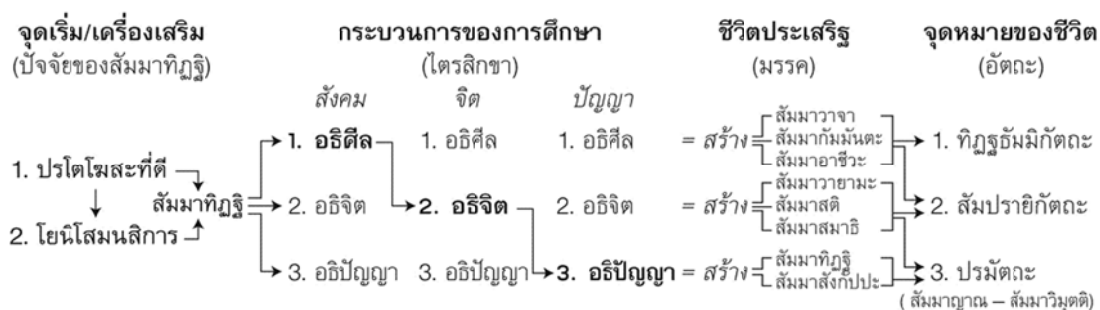 จุดเริ่ม/เครื่องเสริม กระบวนการของการศึกษา ชีวิตประเสริฐ จุดหมายของชีวิต
(ปัจจัยของสัมมาทิฏฐิ) (ไตรสิกขา) (มรรค) (อัตถะ)
สังคม จิต ปัญญา
สัมมาวาจา
1. อธิศีล 1. อธิศีล 1. อธิศีล = สร้าง สัมมากัมมันตะ 1. ทิฏฐธัมมิกัตถะ
สัมมาอาชีวะ
1. ปรโตโฆสะที่ดี
สัมมาวายามะ
สัมมาทิฏฐิ 2. อธิจิต 2. อธิจิต 2. อธิจิต = สร้าง สัมมาสติ 2. สัมปรายิกัตถะ
สัมมาสมาธิ
2. โยนิโสมนสิการ
สัมมาทิฏฐิ
3. อธิปัญญา 3. อธิปัญญา 3. อธิปัญญา = สร้าง 3. ปรมัตถะ
สัมมาสังกัปปะ
( สัมมาญาณ – สัมมาวิมุตติ)